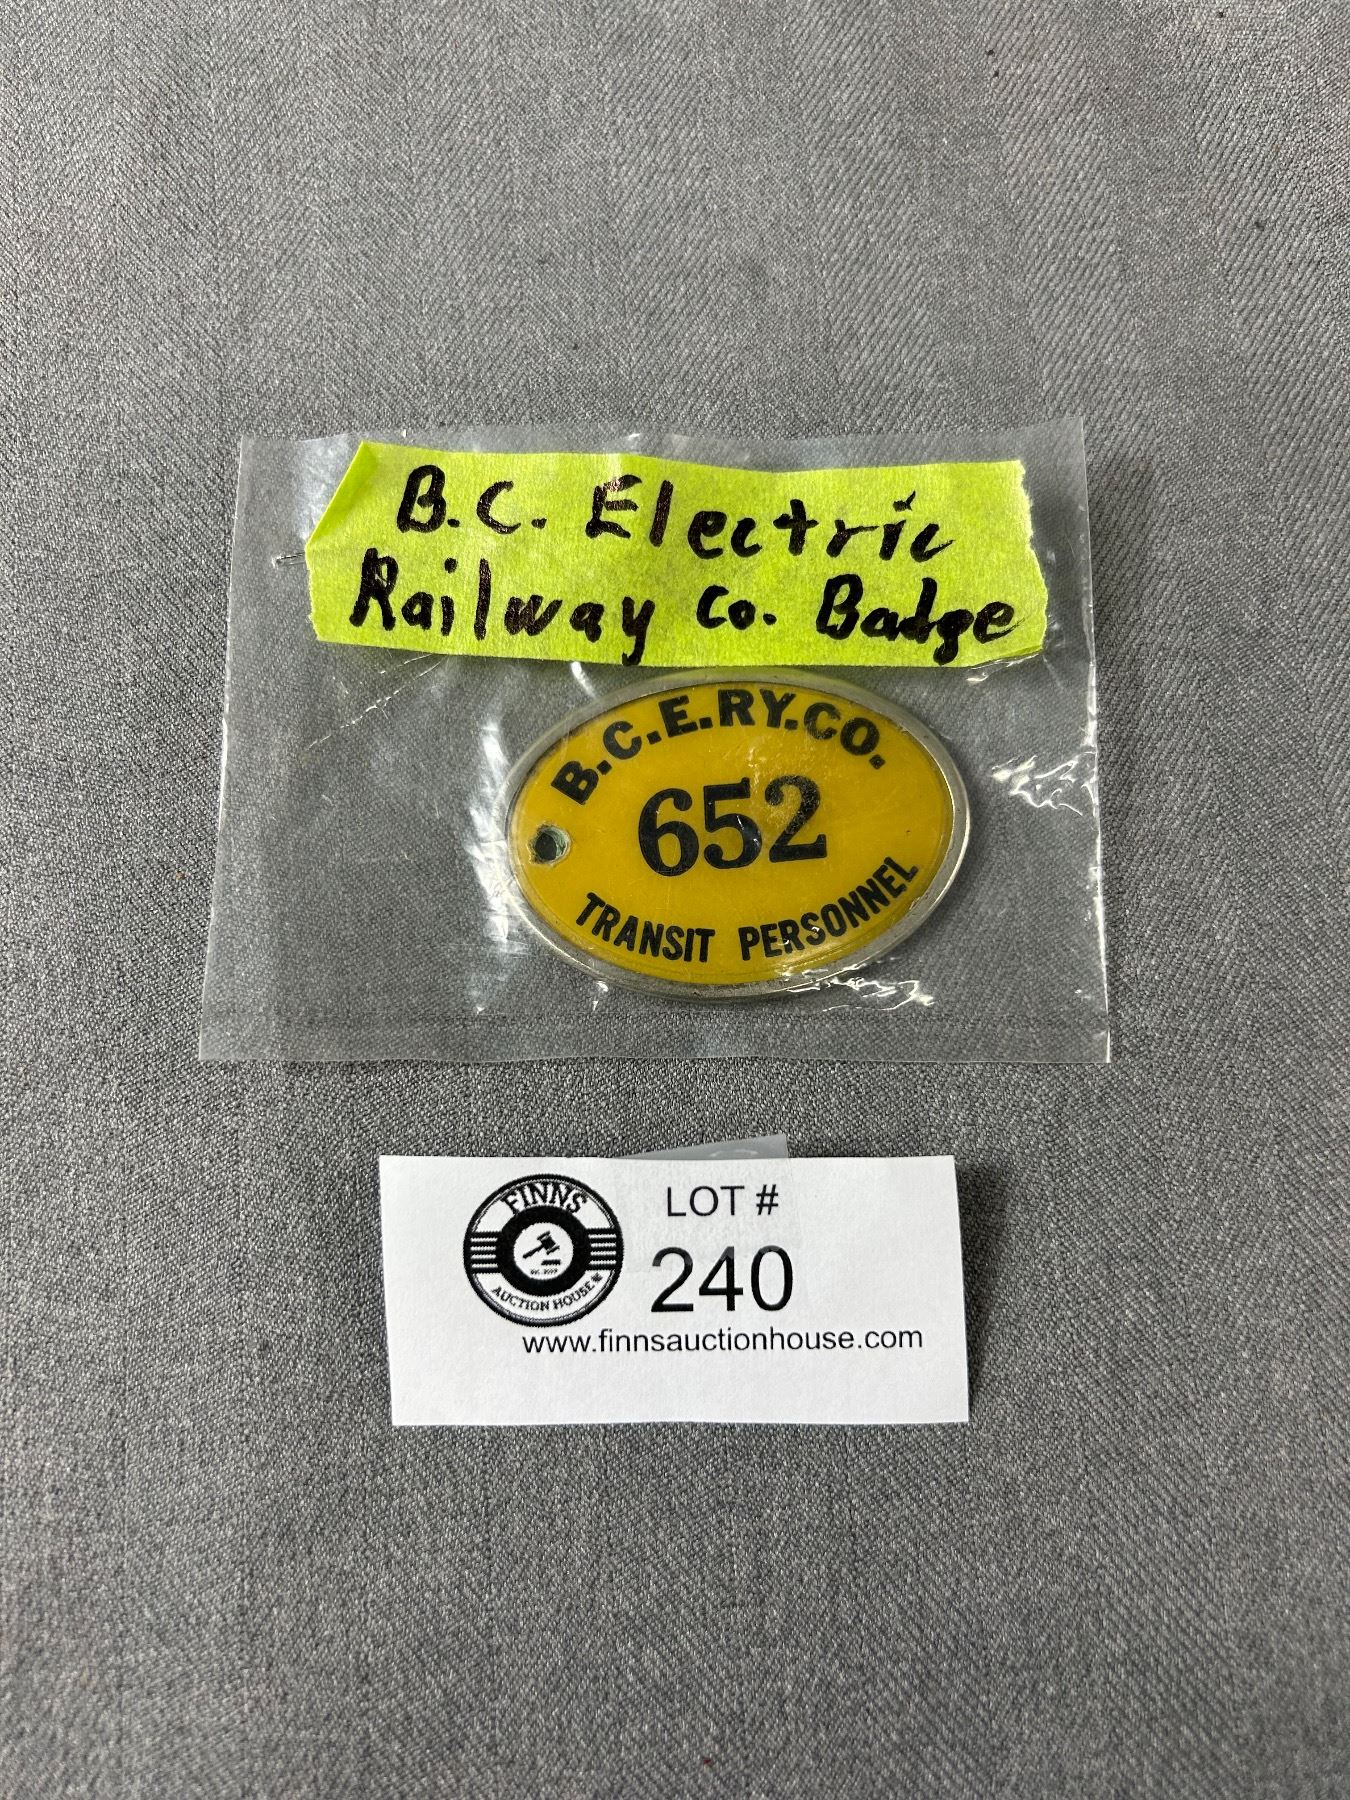 B.C. Electric
Railway Co. Badge
B.C.E.RY.CO.
652
TRANSIT PERSONNEL
FINNS
AUCTION HOUSE
LOT #
240
www.finnsauctionhouse.com